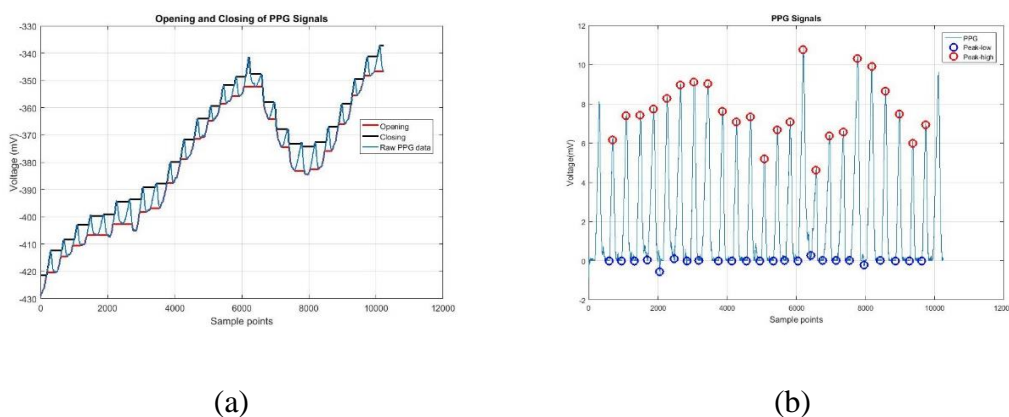 Opening and Closing of PPG Signals
-330
-340
-350
-360
-370
-380
-390
-400
-410
-420
-430
Voltage (mV)
Opening
Closing
Raw PPG data
0
2000
4000
6000
8000
10000
12000
Sample points
(a)
PPG Signals
12
10
8
6
4
2
0
-2
Voltage(mV)
PPG
Peak-low
Peak-high
0
2000
4000
6000
8000
10000
1200
Sample points
(b)